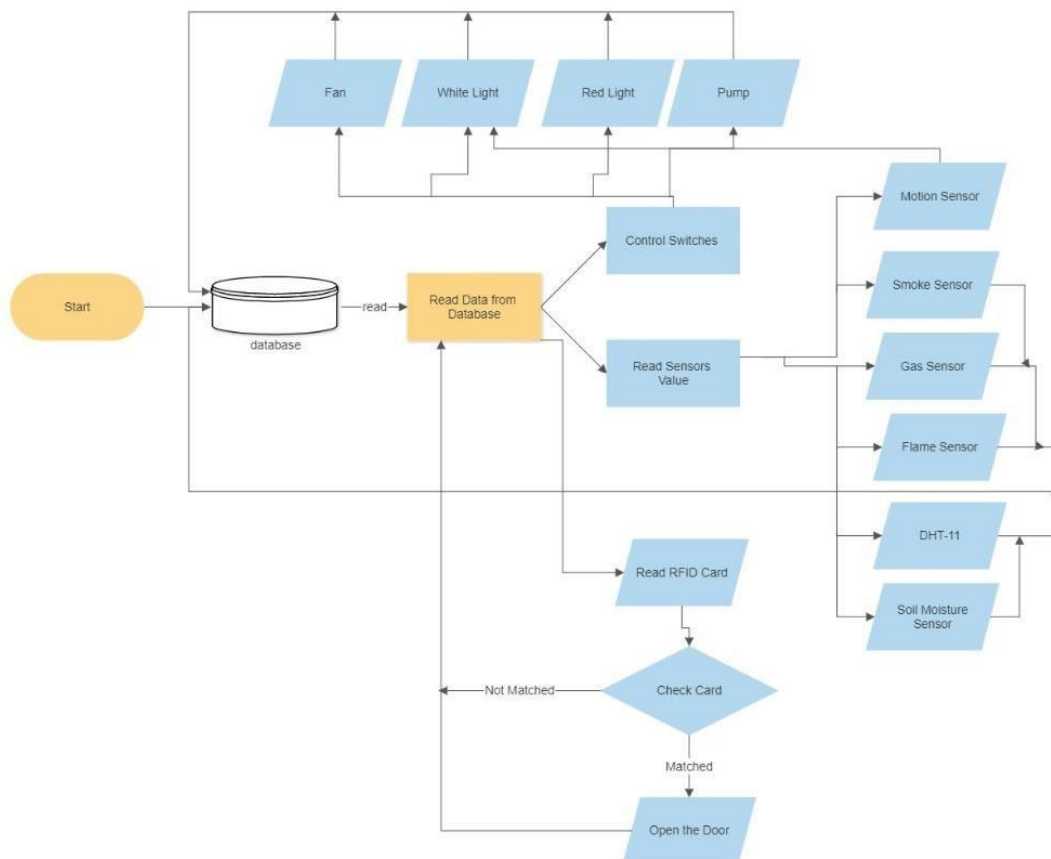 Fan
White Light
Red Light
Pump
Motion Sensor
Control Switches
Start
database
read
Read Data from
Database
Smoke Sensor
Read Sensors
Value
Gas Sensor
Flame Sensor
DHT-11
Read RFID Card
Soil Moisture
Sensor
Not Matched
Check Card
Matched
Open the Door